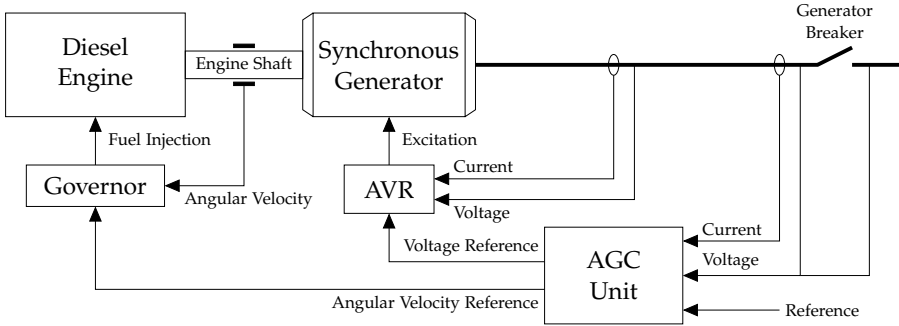 Generator
Breaker
Diesel
Engine
Engine Shaft
Synchronous
Generator
Fuel Injection
Excitation
Governor
Angular Velocity
AVR
Current
Voltage
Voltage Reference
Angular Velocity Reference
AGC
Unit
Current
Voltage
Reference